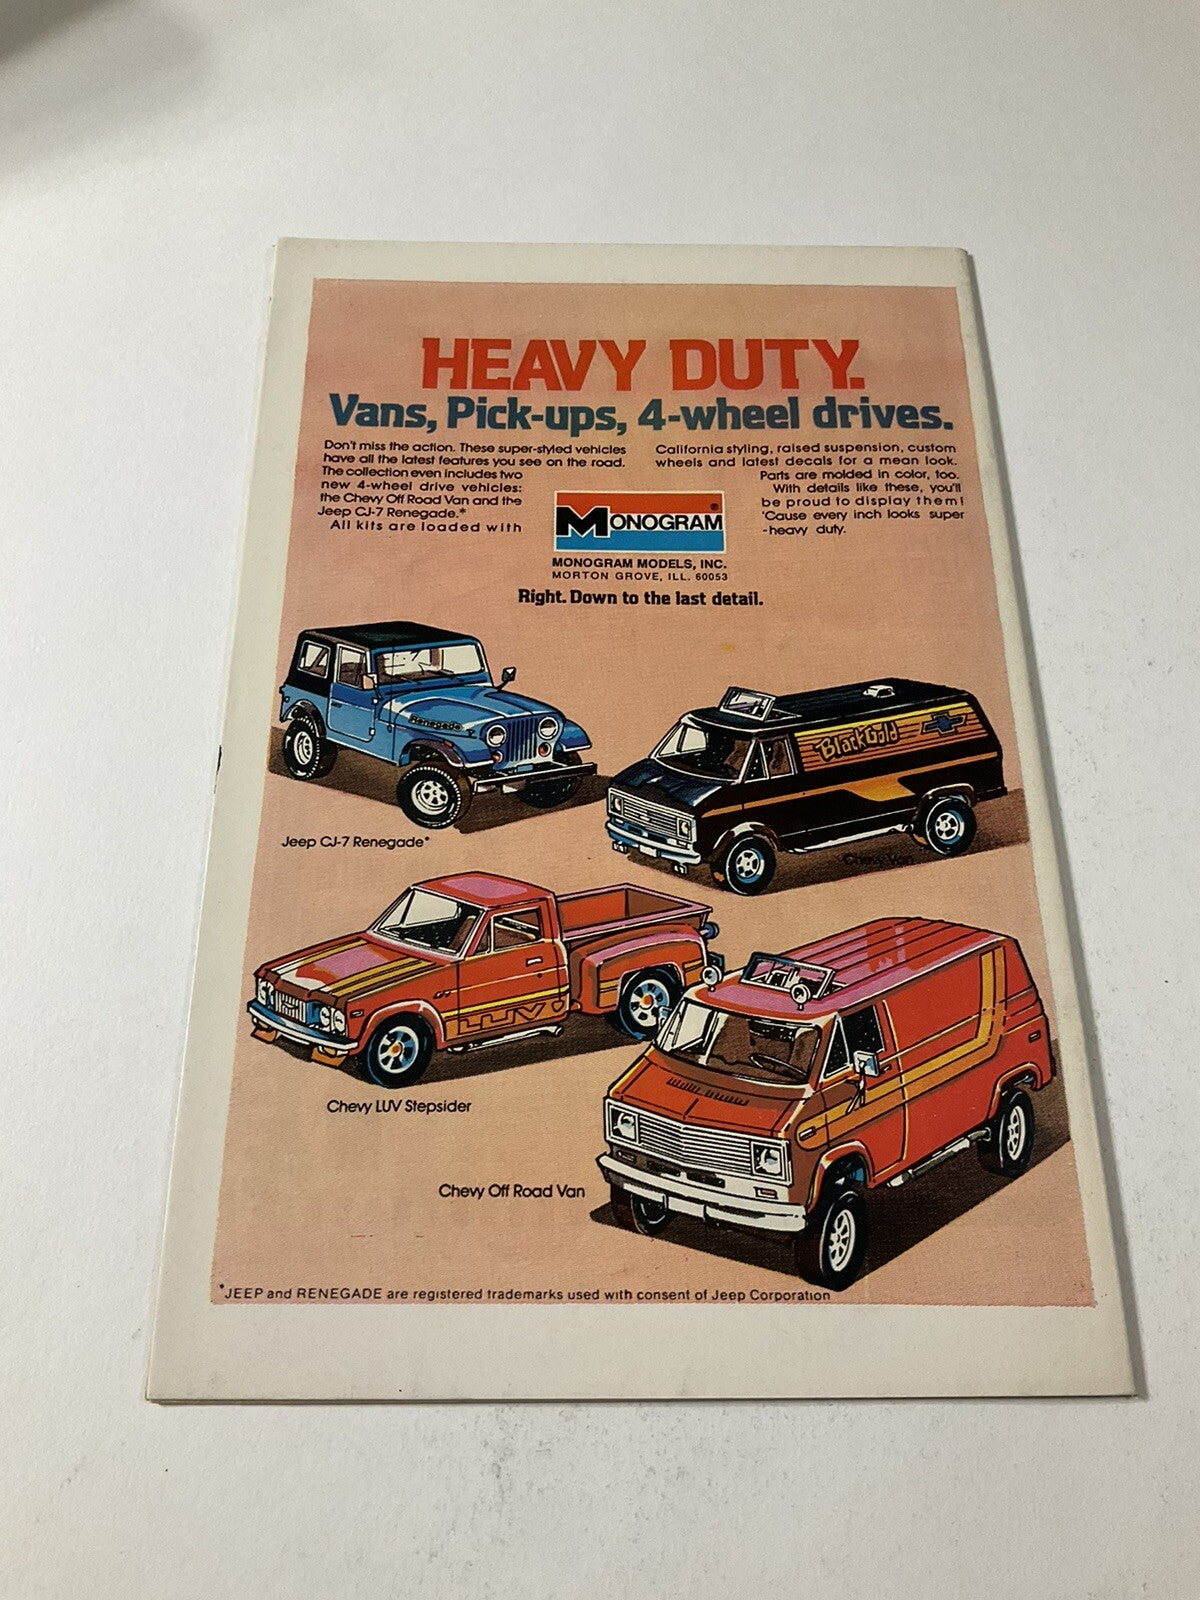 HEAVY DUTY.
Vans, Pick-ups, 4-wheel drives.
Don't miss the action. These super-styled vehicles
have all the latest features you see on the road.
The collection even includes two
new 4-wheel drive vehicles:
the Chevy Off Road Van and the
Jeep CJ-7 Renegade.*
All kits are loaded with
California styling, raised suspension, custom
wheels and latest decals for a mean look.
Parts are molded in color, too.
With details like these, you'll
be proud to display them!
'Cause every inch looks super
-heavy duty.
MONOGRAM®
MONOGRAM MODELS, INC.
MORTON GROVE, ILL. 60053
Right. Down to the last detail.
Renegade
Jeep CJ-7 Renegade*
Black Gold
Chevy Van
LUV
Chevy LUV Stepsider
Chevy Off Road Van
*JEEP and RENEGADE are registered trademarks used with consent of Jeep Corporation